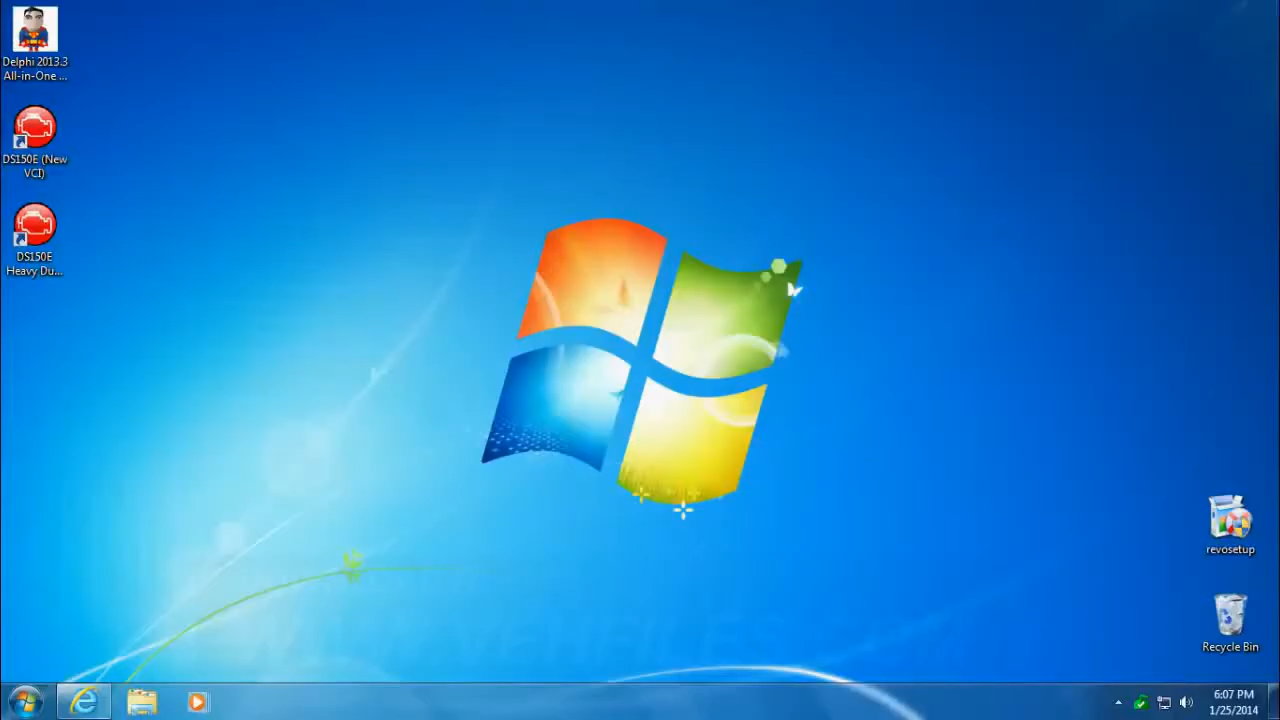 Delphi 2013.3
All-in-One ...
DS150E (New
VCI)
DS150E
Heavy Du...
revosetup
Recycle Bin
6:07 PM
1/25/2014